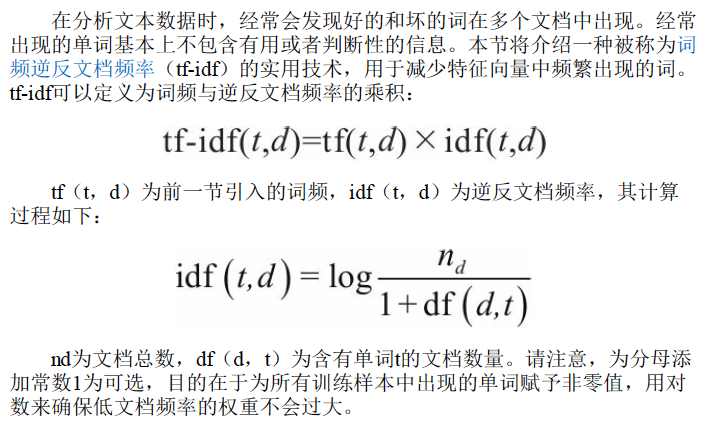 在分析文本数据时，经常会发现好的和坏的词在多个文档中出现。经常
出现的单词基本上不包含有用或者判断性的信息。本节将介绍一种被称为词
频逆反文档频率（tf-idf）的实用技术，用于减少特征向量中频繁出现的词。
tf-idf可以定义为词频与逆反文档频率的乘积：
tf-idf(t,d)=tf(t,d)×idf(t,d)
tf（t，d）为前一节引入的词频，idf（t，d）为逆反文档频率，其计算
过程如下：
idf (t,d) = log n_d / (1+df (d,t))
nd为文档总数，df（d，t）为含有单词t的文档数量。请注意，为分母添
加常数1为可选，目的在于为所有训练样本中出现的单词赋予非零值，用对
数来确保低文档频率的权重不会过大。